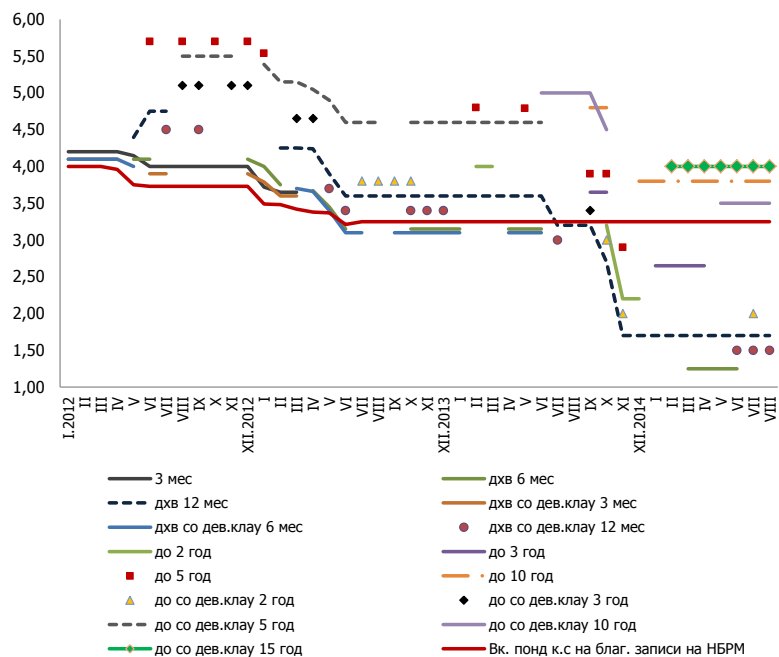 6,00
5,50
5,00
4,50
4,00
3,50
3,00
2,50
2,00
1,50
1,00
I.2012
II
III
IV
V
VI
VII
VIII
IX
X
XI
XII.2012
I
II
III
IV
V
VI
VII
VIII
IX
X
XI
XII.2013
I
II
III
IV
V
VI
VII
VIII
IX
X
XI
XII.2014
I
II
III
IV
V
VI
VII
VIII
3 мес
дхв 6 мес
дхв 12 мес
дхв со дев.клау 3 мес
дхв со дев.клау 6 мес
дхв со дев.клау 12 мес
до 2 год
до 3 год
до 5 год
до 10 год
до со дев.клау 2 год
до со дев.клау 3 год
до со дев.клау 5 год
до со дев.клау 10 год
до со дев.клау 15 год
Вк. понд к.с на благ. записи на НБРМ